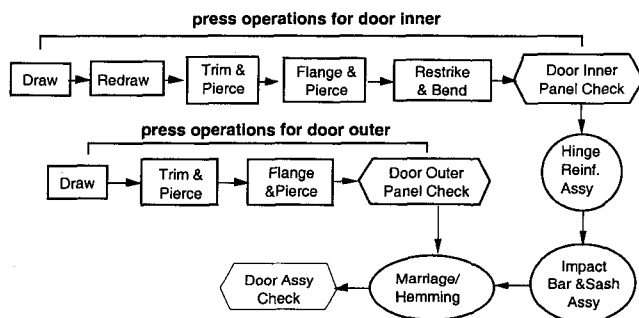 press operations for door inner
Draw
Redraw
Trim &
Pierce
Flange &
Pierce
Restrike
& Bend
Door Inner
Panel Check
press operations for door outer
Draw
Trim &
Pierce
Flange
&Pierce
Door Outer
Panel Check
Hinge
Reinf.
Assy
Door Assy
Check
Marriage/
Hemming
Impact
Bar &Sash
Assy